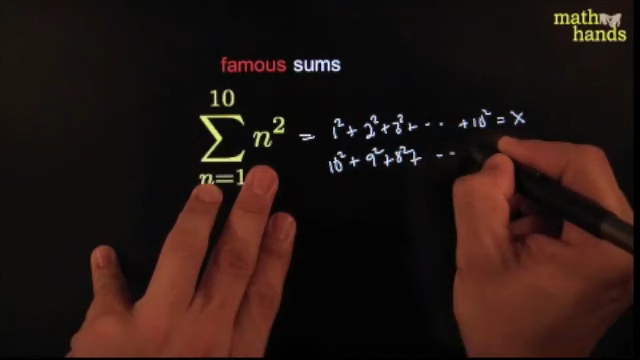 math
hands
famous sums
10
∑ n² = 1² + 2² + 3² + ·· ·· + 10² = x
n=1
10² + 9² + 8² + ·· ··